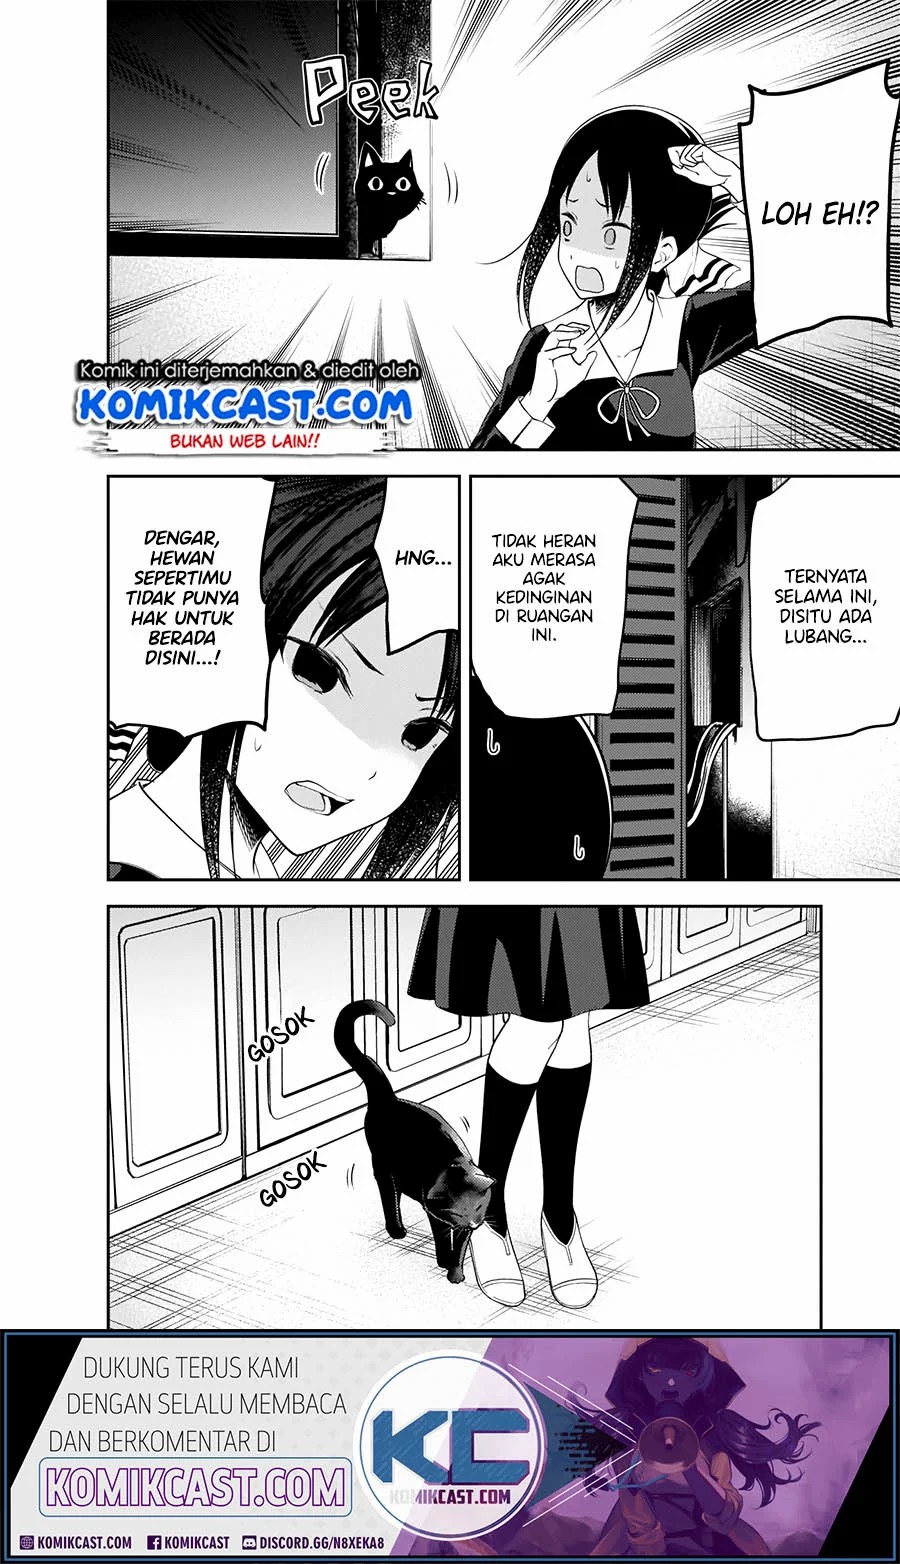 Peek
LOH EH!?
Komik ini diterjemahkan & diedit oleh
KOMIKCAST.COM
BUKAN WEB LAIN!!
TERNYATA
SELAMA INI,
DISITU ADA
LUBANG...
TIDAK HERAN
AKU MERASA
AGAK
KEDINGINAN
DI RUANGAN
INI.
HNG...
DENGAR,
HEWAN
SEPERTIMU
TIDAK PUNYA
HAK UNTUK
BERADA
DISINI...!
GOSOK
GOSOK
DUKUNG TERUS KAMI
DENGAN SELALU MEMBACA
DAN BERKOMENTAR DI
KOMIKCAST.COM
KC
KOMIKCAST.COM
KOMIKCAST.COM
KOMIKCAST
DISCORD.GG/N8XEKA8